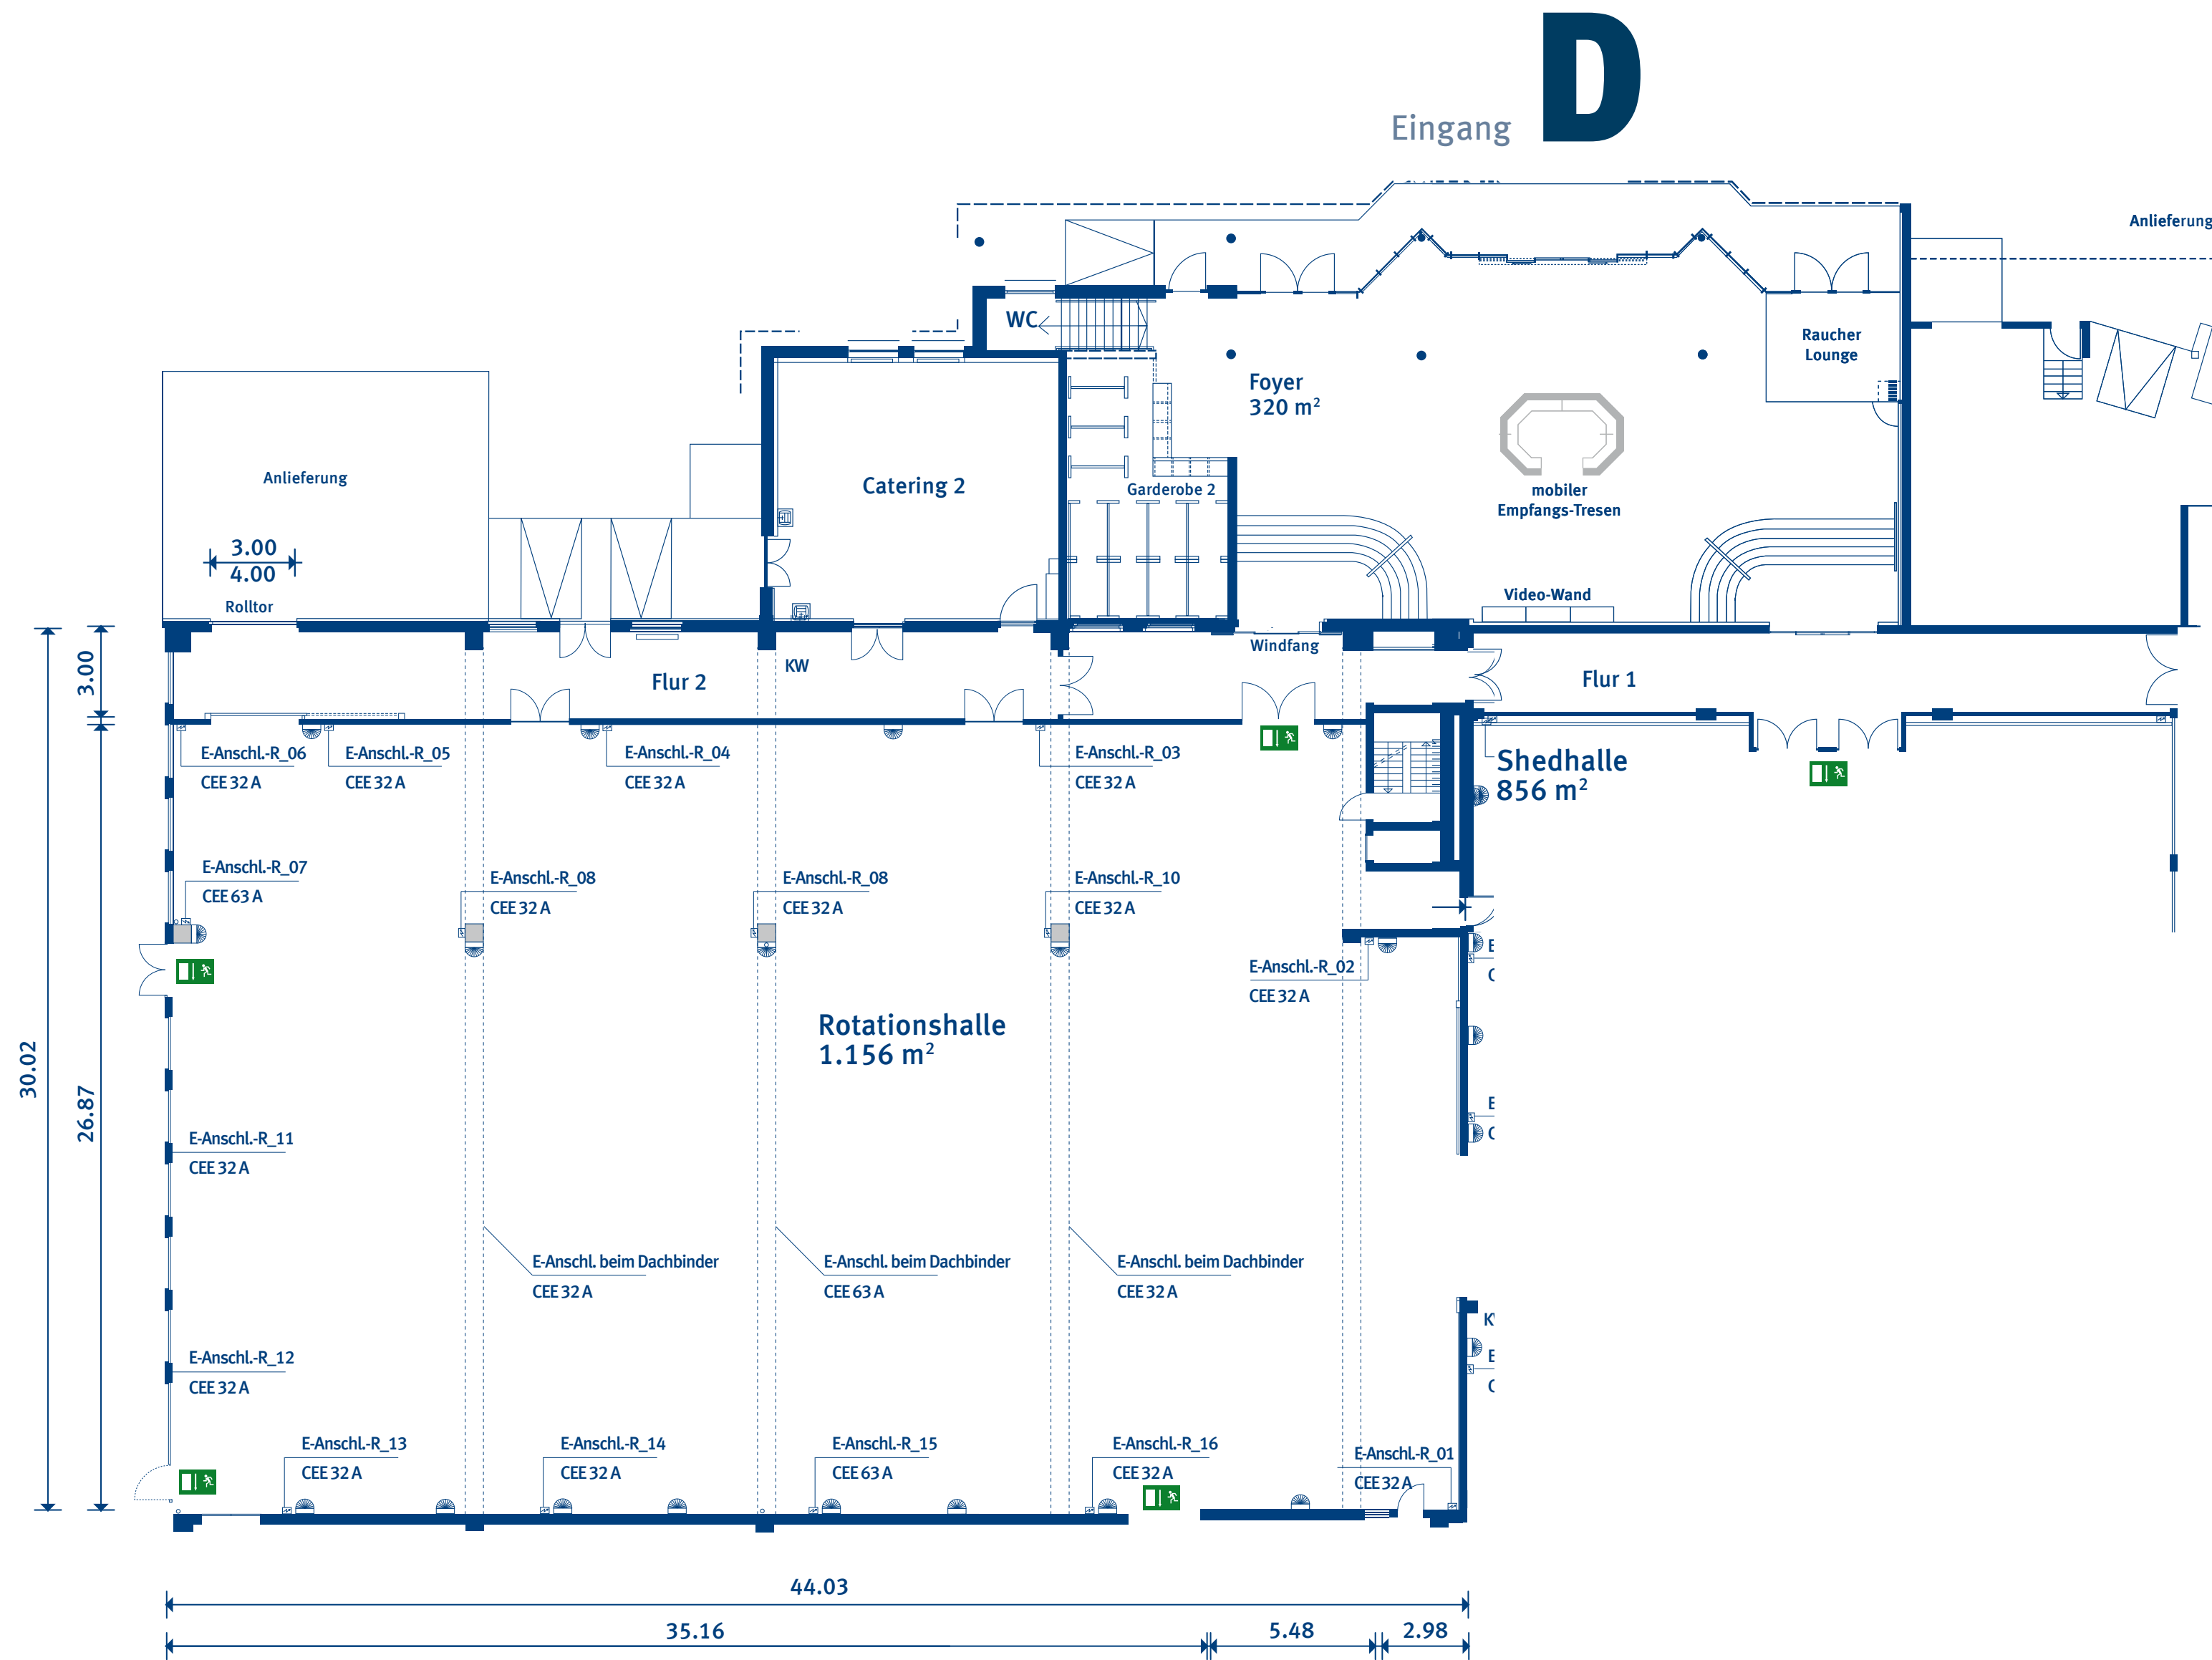 D
Eingang
Anlieferung
WC
Raucher
Lounge
Foyer
320 m²
Anlieferung
Catering 2
Garderobe 2
mobiler
Empfangs-Tresen
3.00
4.00
Rolltor
Video-Wand
Windfang
3.00
KW
Flur 2
Flur 1
E-Anschl.-R_06
CEE 32 A
E-Anschl.-R_05
CEE 32 A
E-Anschl.-R_04
CEE 32 A
E-Anschl.-R_03
CEE 32 A
Shedhalle
856 m²
E-Anschl.-R_07
CEE 63 A
E-Anschl.-R_08
CEE 32 A
E-Anschl.-R_08
CEE 32 A
E-Anschl.-R_10
CEE 32 A
E-Anschl.-R_02
CEE 32 A
Rotationshalle
1.156 m²
30.02
26.87
E-Anschl.-R_11
CEE 32 A
E-Anschl. beim Dachbinder
CEE 32 A
E-Anschl. beim Dachbinder
CEE 63 A
E-Anschl. beim Dachbinder
CEE 32 A
E-Anschl.-R_12
CEE 32 A
E-Anschl.-R_13
CEE 32 A
E-Anschl.-R_14
CEE 32 A
E-Anschl.-R_15
CEE 63 A
E-Anschl.-R_16
CEE 32 A
E-Anschl.-R_01
CEE 32 A
44.03
35.16
5.48
2.98